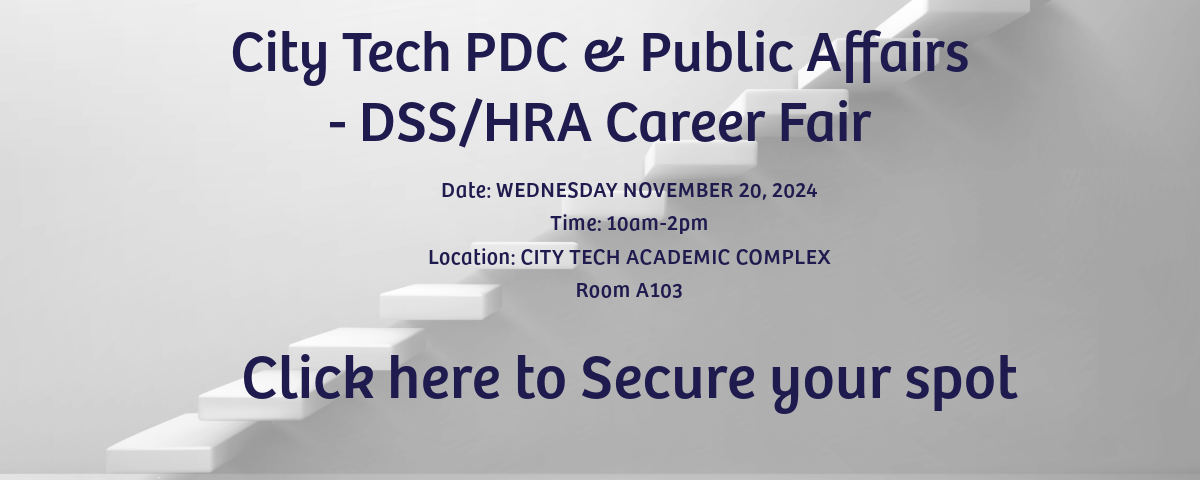 City Tech PDC & Public Affairs
- DSS/HRA Career Fair
Date: WEDNESDAY NOVEMBER 20, 2024
Time: 10am-2pm
Location: CITY TECH ACADEMIC COMPLEX
Room A103
Click here to Secure your spot